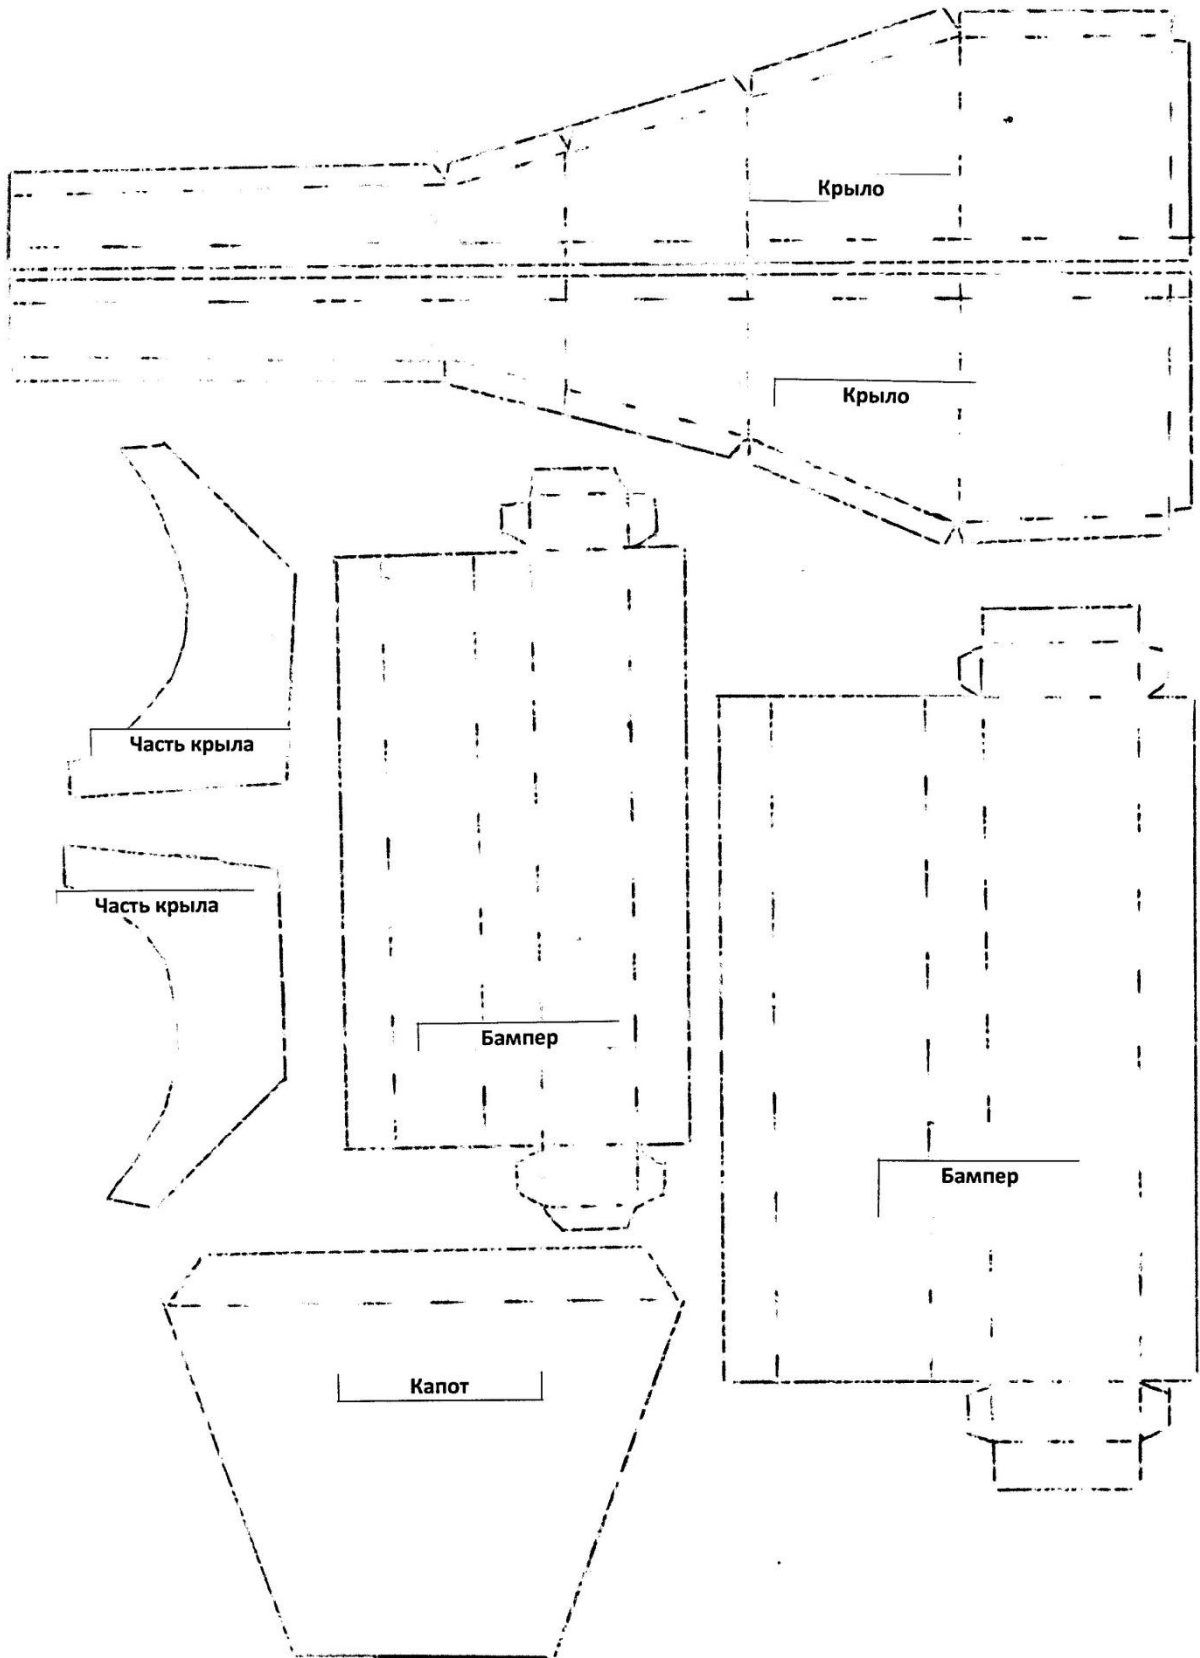 Крыло
Крыло
Часть крыла
Часть крыла
Бампер
Бампер
Капот